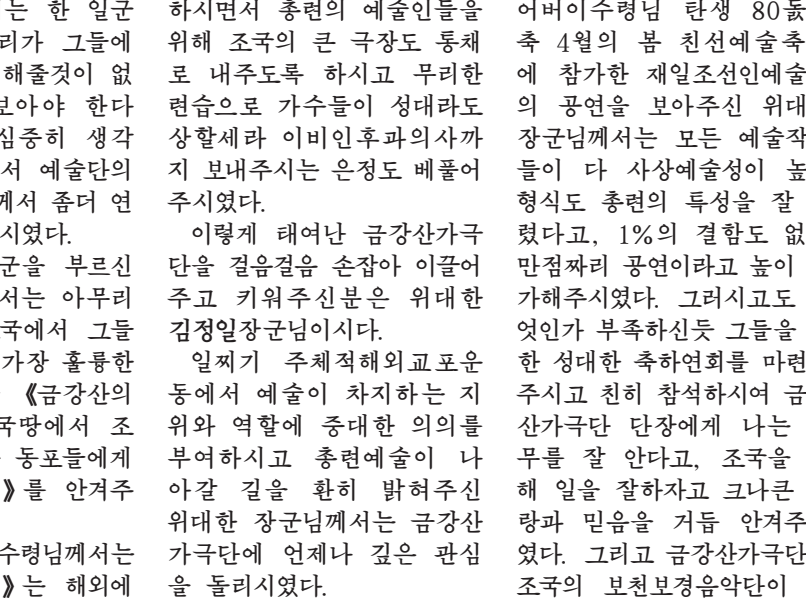 는 한 일군
리가 그들에
해줄것이 없
보아야 한다
심중히 생각
서 예술단의
께서 좀더 연
시였다.
군을 부르신
서는 아무리
국에서 그들
가장 훌륭한
《금강산의
국땅에서 조
동포들에게
》를 안겨주
수령님께서는
》는 해외에
하시면서 총련의 예술인들을
위해 조국의 큰 극장도 통채
로 내주도록 하시고 무리한
련습으로 가수들이 성대라도
상할세라 이비인후과의사까
지 보내주시는 은정도 베풀어
주시였다.
이렇게 태여난 금강산가극
단을 걸음걸음 손잡아 이끌어
주고 키워주신분은 위대한
김정일장군님이시다.
일찌기 주체적해외교포운
동에서 예술이 차지하는 지
위와 역할에 중대한 의의를
부여하시고 총련예술이 나
아갈 길을 환히 밝혀주신
위대한 장군님께서는 금강산
가극단에 언제나 깊은 관심
을 돌리시였다.
어버이수령님 탄생 80돐
축 4월의 봄 친선예술축
에 참가한 재일조선인예술
의 공연을 보아주신 위대
장군님께서는 모든 예술작
들이 다 사상예술성이 높
형식도 총련의 특성을 잘
렸다고, 1%의 결함도 없
만점짜리 공연이라고 높이
가해주시였다. 그러시고도
엇인가 부족하신듯 그들을
한 성대한 축하연회를 마련
주시고 친히 참석하시여 금
산가극단 단장에게 나는
무를 잘 안다고, 조국을
해 일을 잘하자고 크나큰
랑과 믿음을 거듭 안겨주
였다. 그리고 금강산가극단
조국의 보천보경음악단이